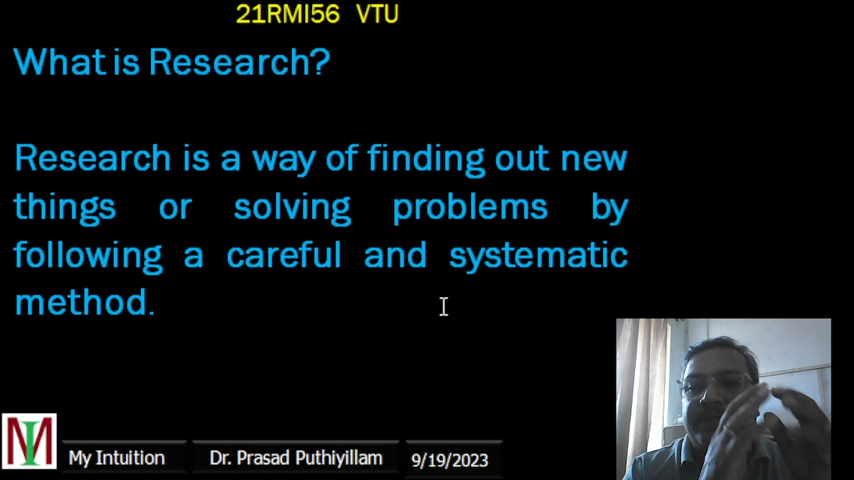 21RMI56 VTU
What is Research?
Research is a way of finding out new
things or solving problems by
following a careful and systematic
method.
MI
My Intuition
Dr. Prasad Puthiyillam
9/19/2023